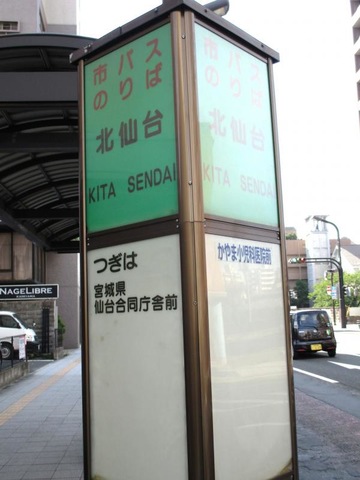 市バス
のりば
北仙台
KITA SENDAI
つぎは
宮城県
仙台合同庁舎前
市バス
のりば
北仙台
KITA SENDAI
かやま小児科医院前
NAGELIBRE